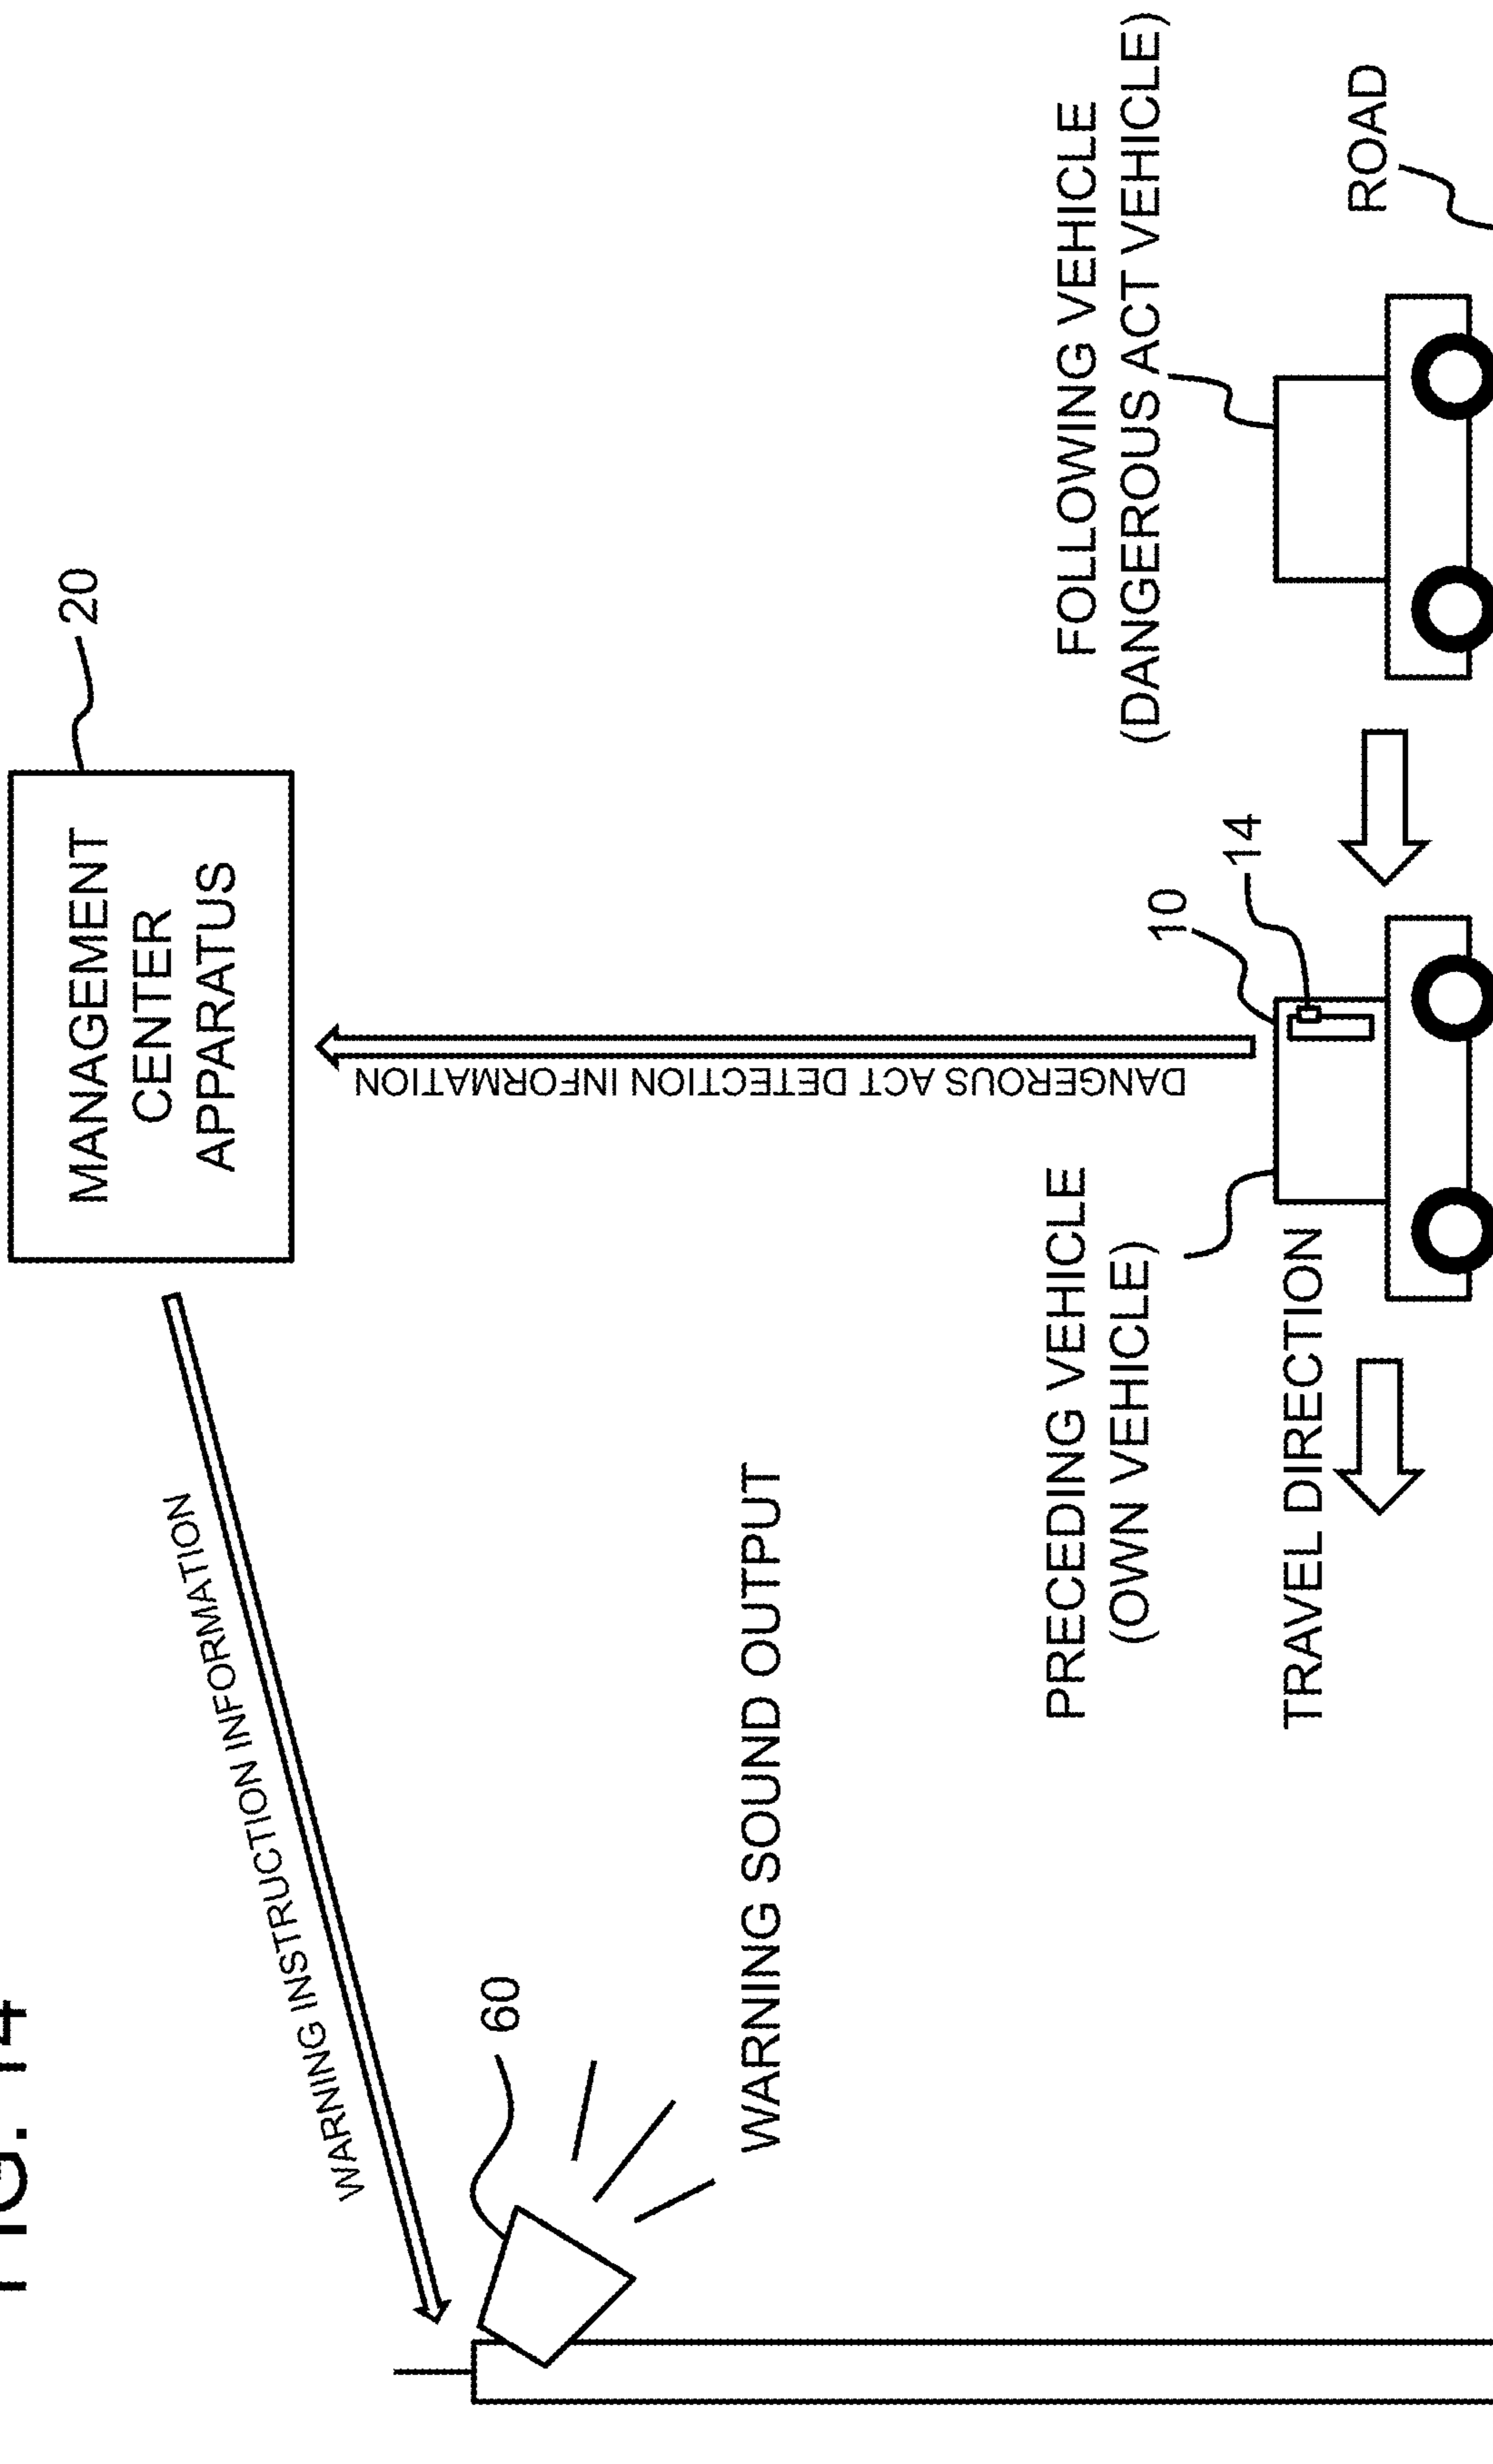 FIG. 14
MANAGEMENT
CENTER
APPARATUS
20
WARNING INSTRUCTION INFORMATION
DANGEROUS ACT DETECTION INFORMATION
60
WARNING SOUND OUTPUT
PRECEDING VEHICLE
(OWN VEHICLE)
10
14
FOLLOWING VEHICLE
(DANGEROUS ACT VEHICLE)
TRAVEL DIRECTION
ROAD